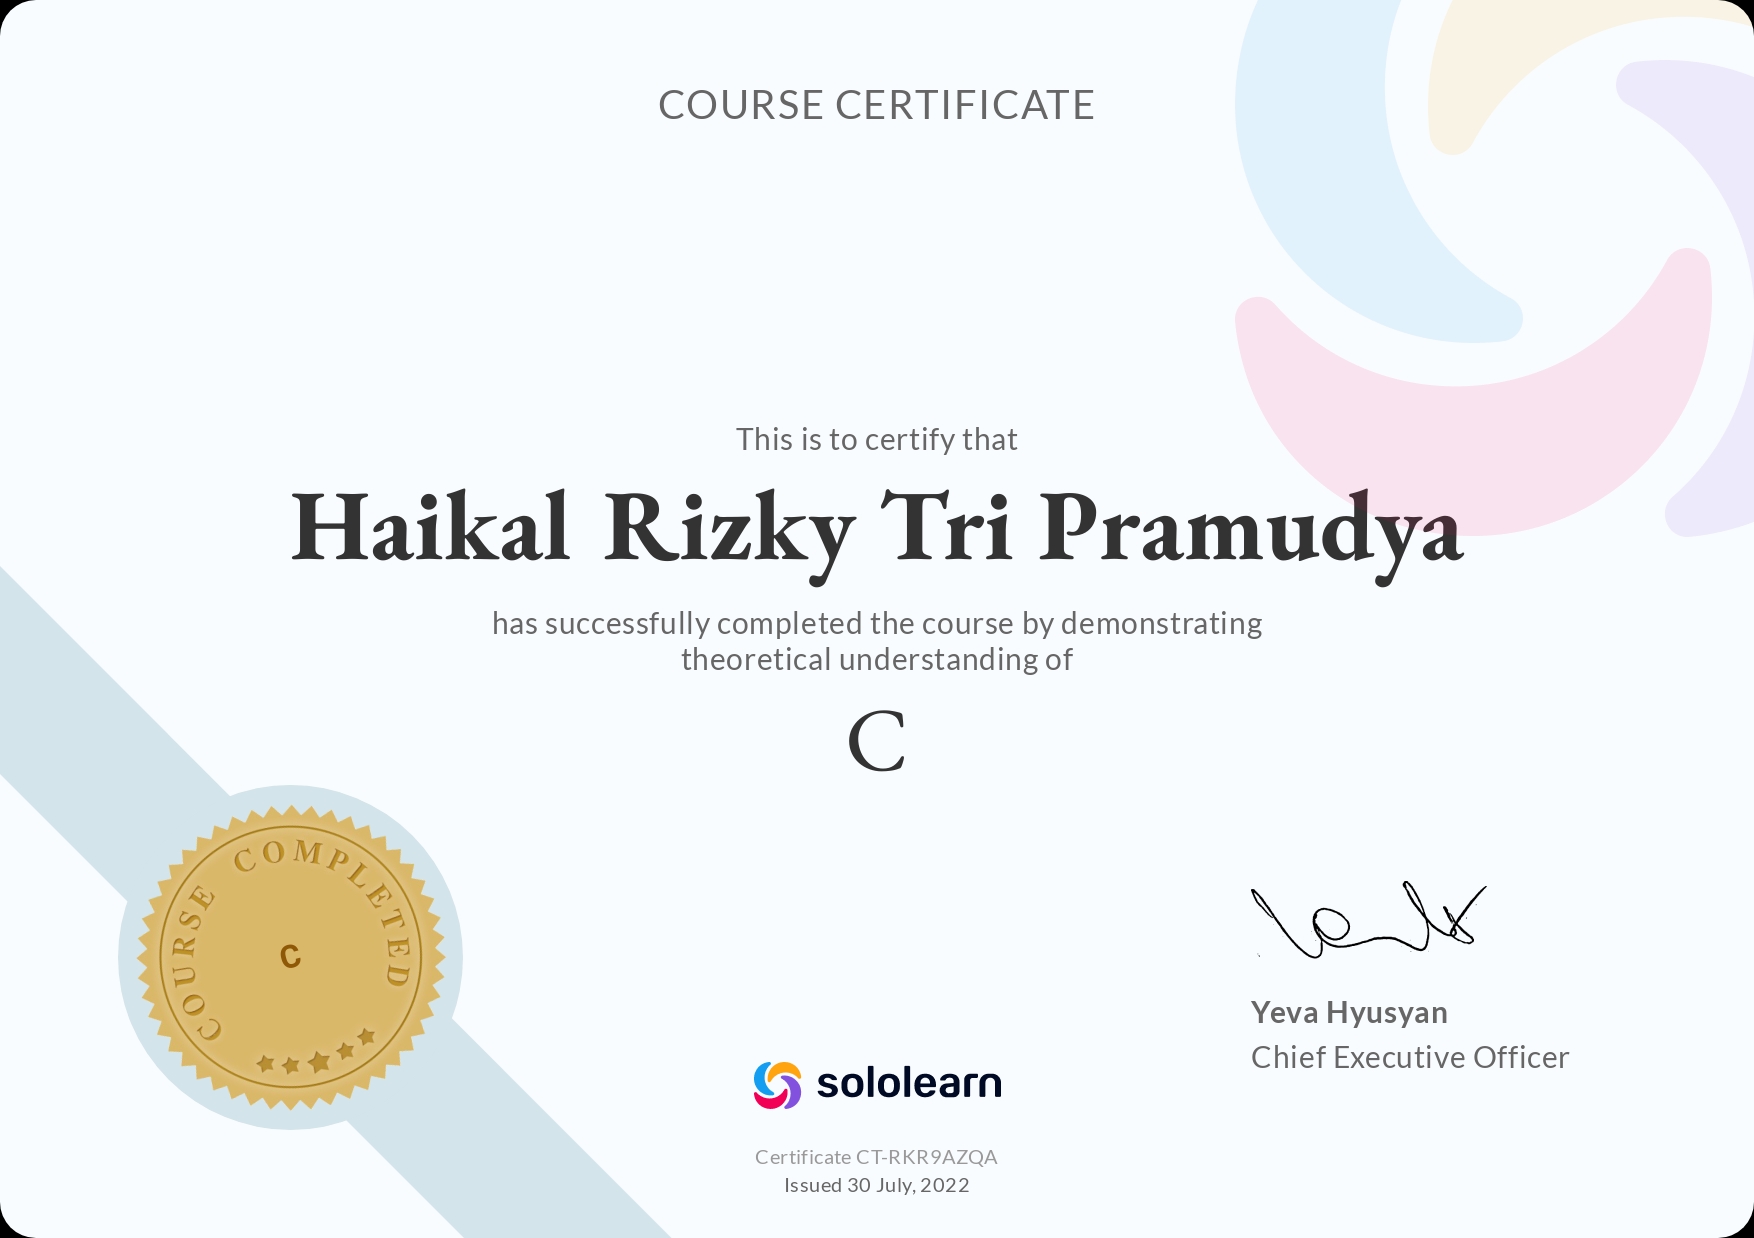 COURSE CERTIFICATE
This is to certify that
Haikal Rizky Tri Pramudya
has successfully completed the course by demonstrating
theoretical understanding of
C
COURSE COMPLETED
C
Yeva Hyusyan
Chief Executive Officer
sololearn
Certificate CT-RKR9AZQA
Issued 30 July, 2022